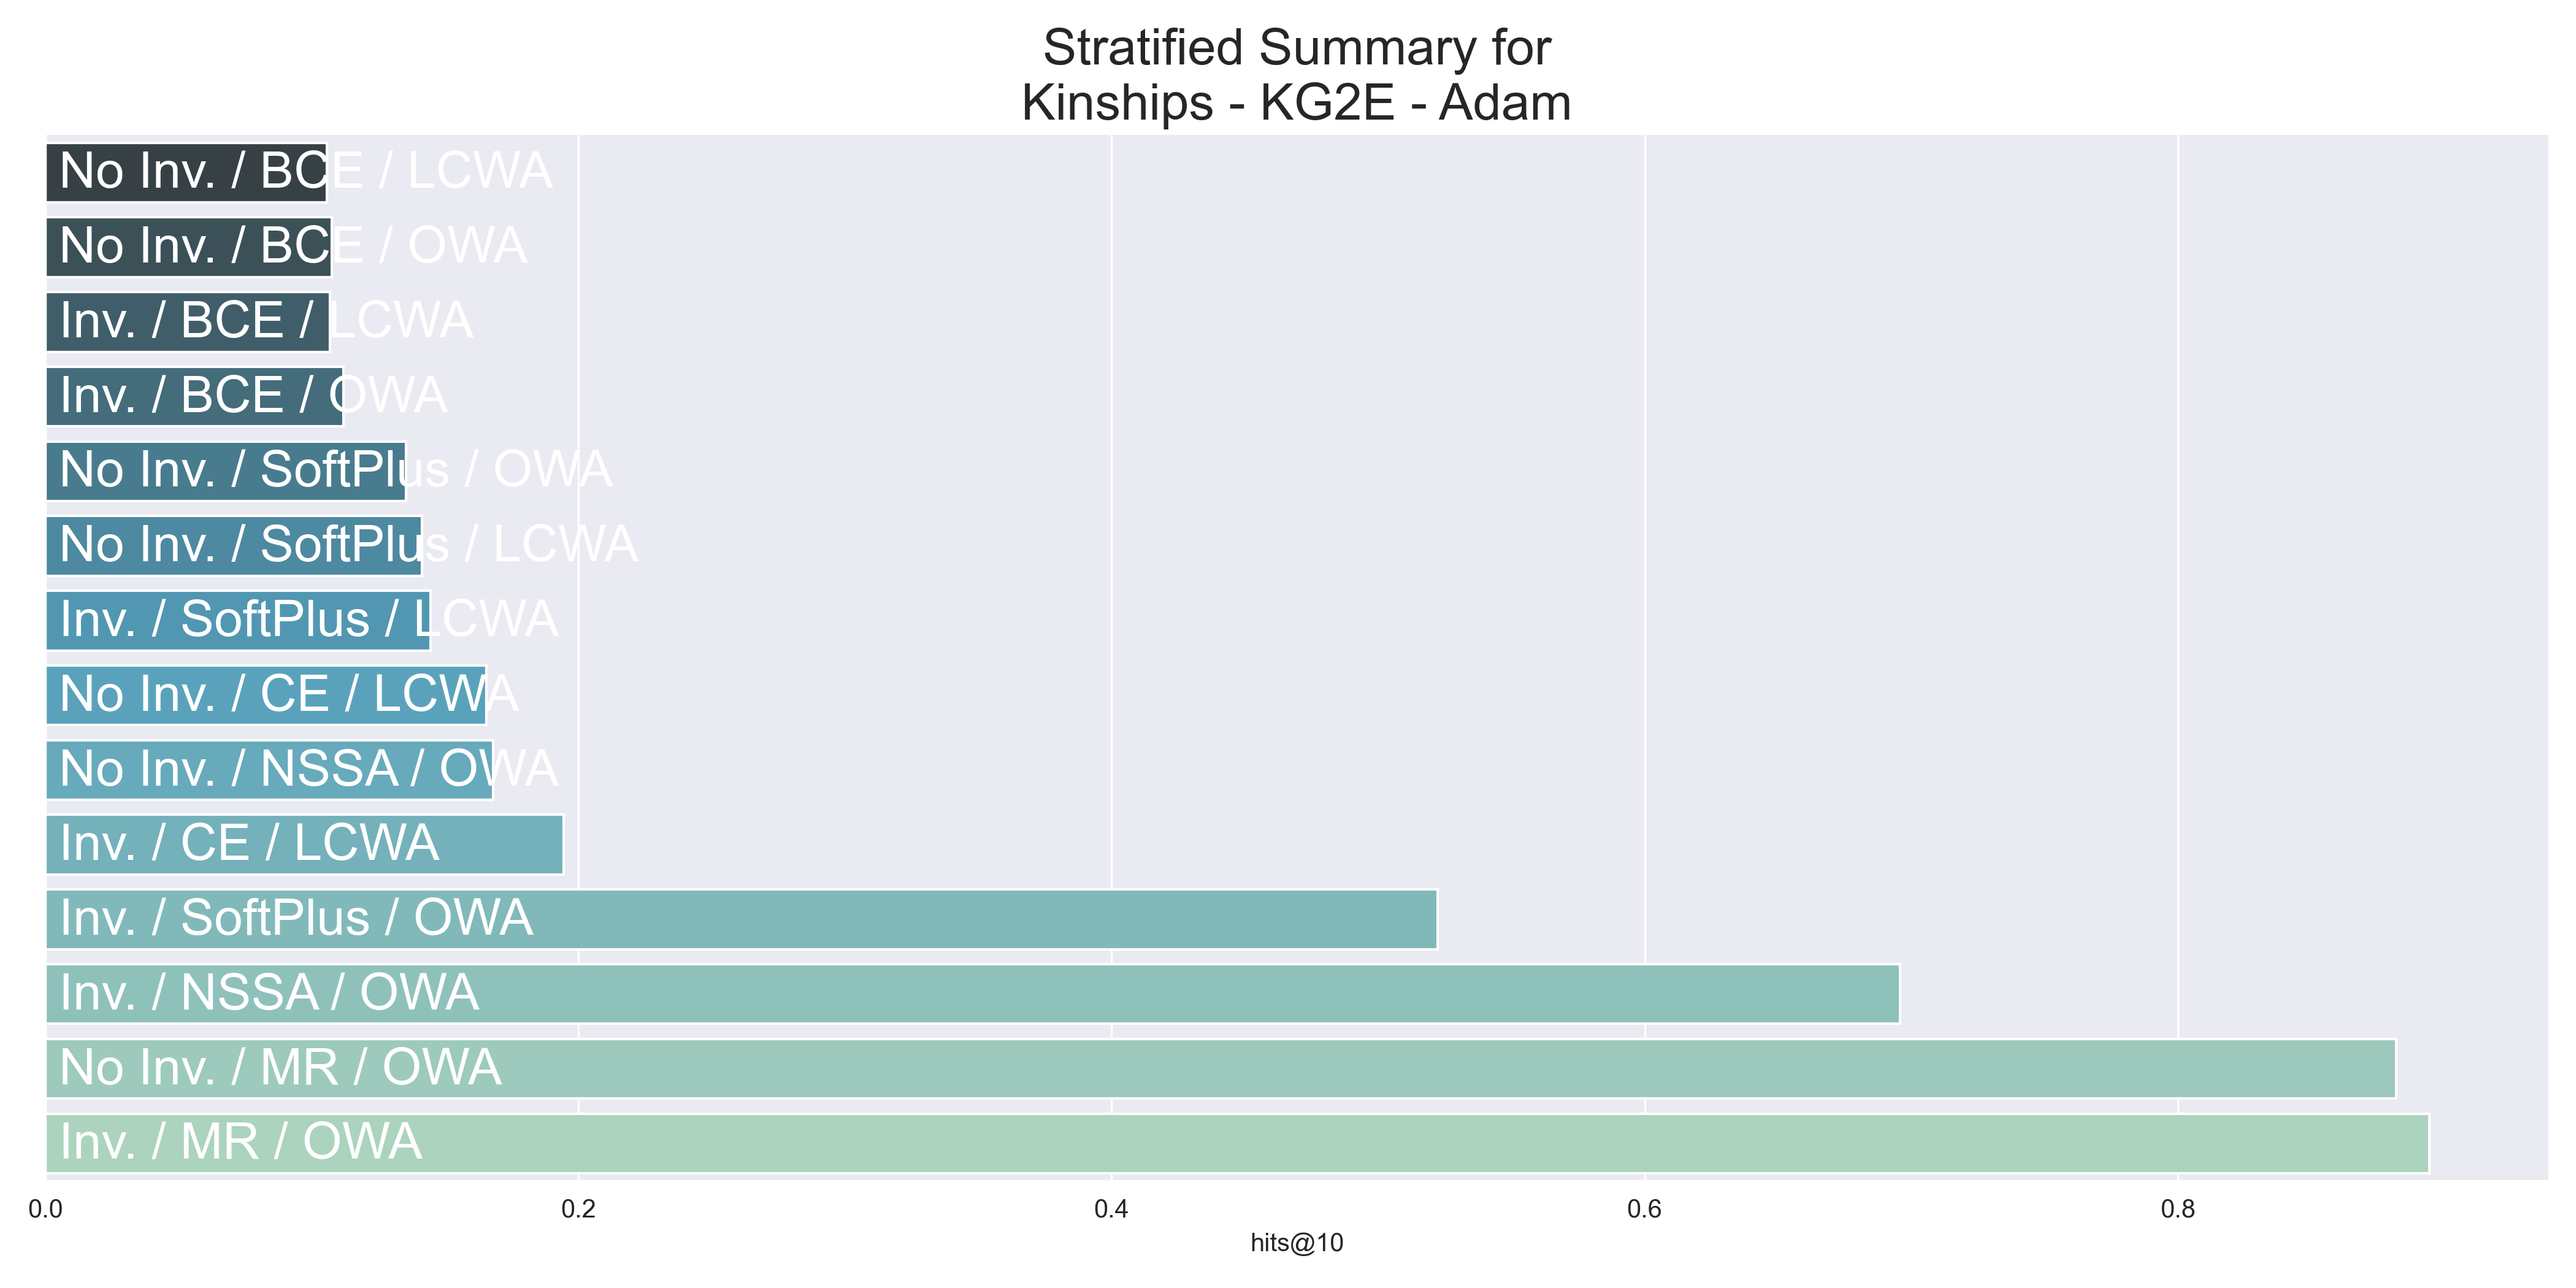 Stratified Summary for
Kinships - KG2E - Adam
No Inv. / BCE / LCWA
No Inv. / BCE / OWA
Inv. / BCE / LCWA
Inv. / BCE / OWA
No Inv. / SoftPlus / OWA
No Inv. / SoftPlus / LCWA
Inv. / SoftPlus / LCWA
No Inv. / CE / LCWA
No Inv. / NSSA / OWA
Inv. / CE / LCWA
Inv. / SoftPlus / OWA
Inv. / NSSA / OWA
No Inv. / MR / OWA
Inv. / MR / OWA
0.0 0.2 0.4 0.6 0.8
hits@10